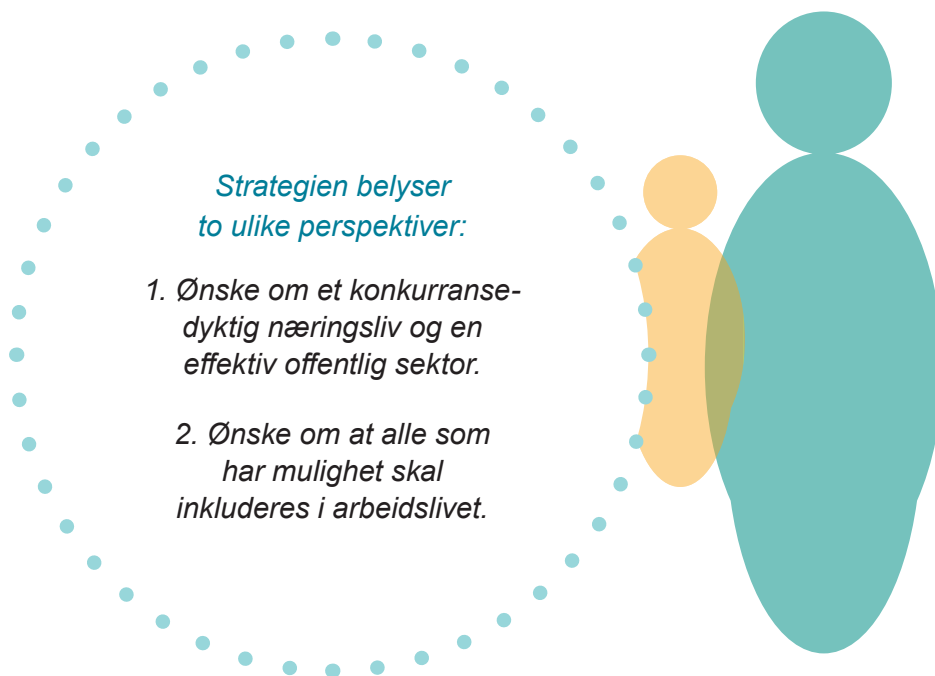 Strategien belyser
to ulike perspektiver:
1. Ønske om et konkurranse-
dyktig næringsliv og en
effektiv offentlig sektor.
2. Ønske om at alle som
har mulighet skal
inkluderes i arbeidslivet.